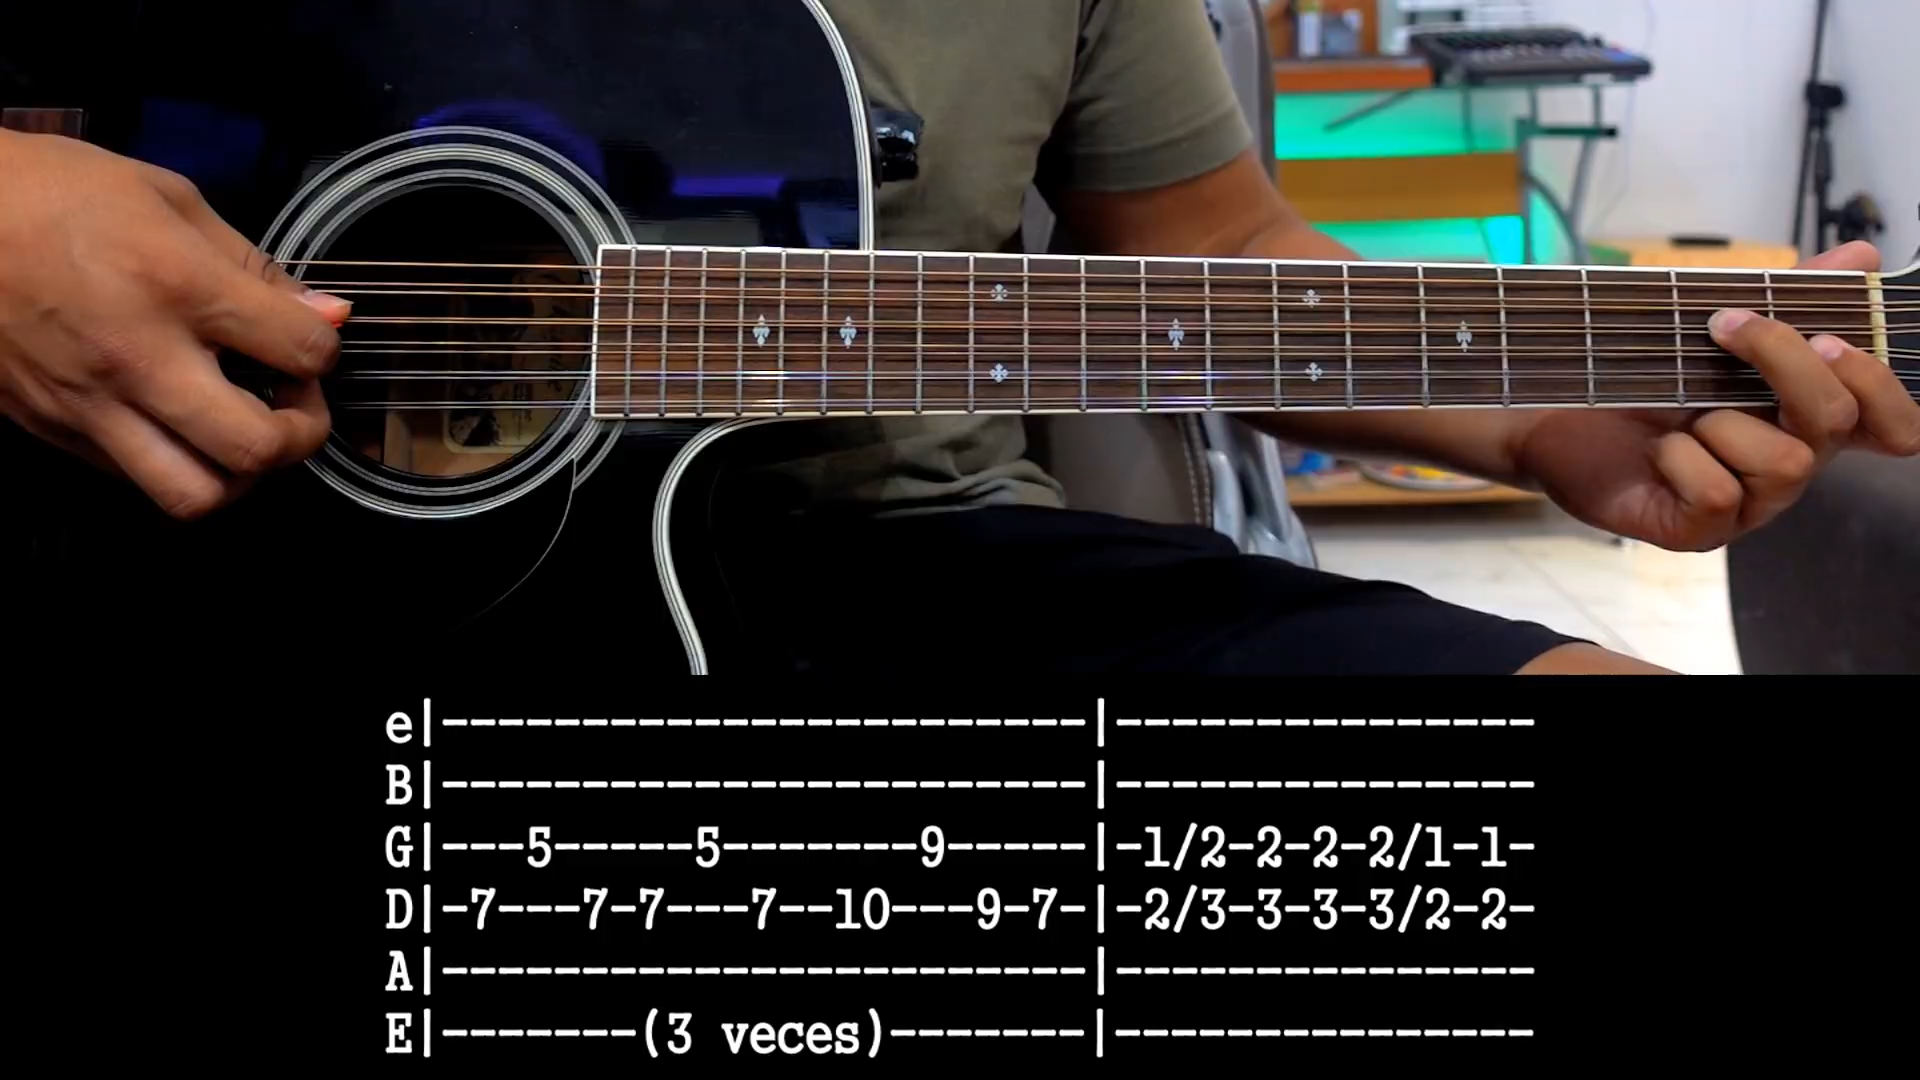 e|-----------------------|---------------
B|-----------------------|---------------
G|---5-----5-------9-----|-1/2-2-2-2/1-1-
D|-7---7-7---7--10---9-7-|-2/3-3-3-3/2-2-
A|-----------------------|---------------
E|-------(3 veces)-------|---------------